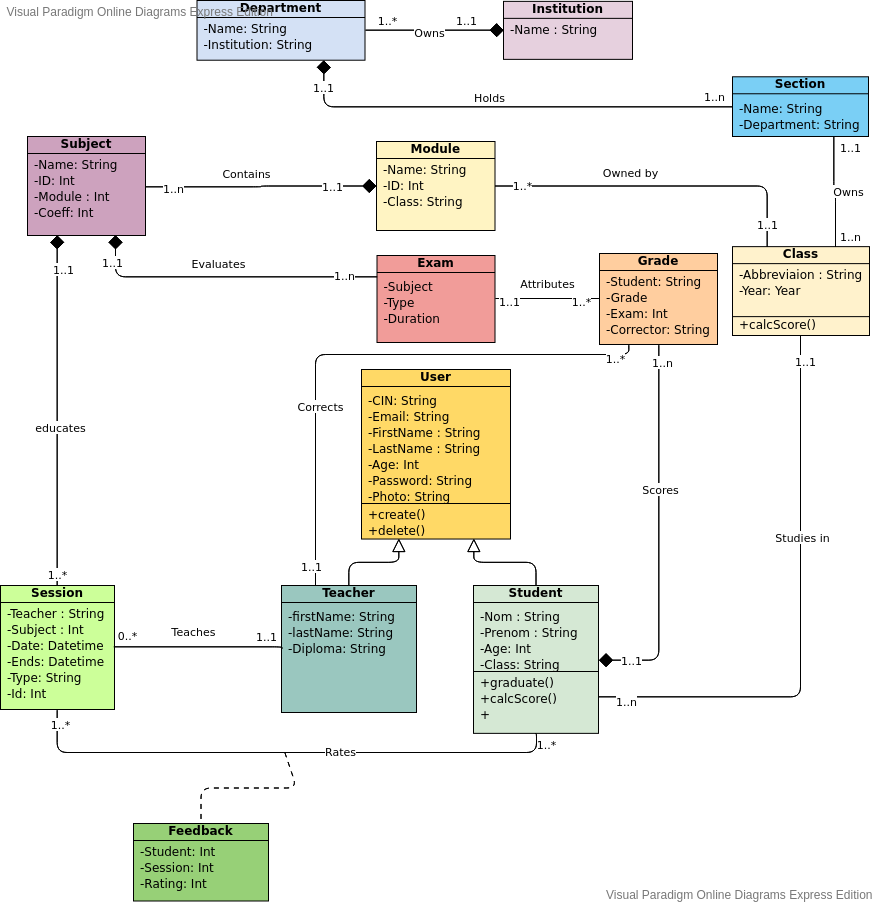 Visual Paradigm Online Diagrams Express Edition
Department
-Name: String
-Institution: String
1..*
Owns
1..1
Institution
-Name : String
1..1
Holds
1..n
Section
-Name: String
-Department: String
Subject
-Name: String
-ID: Int
-Module : Int
-Coeff: Int
1..n
Contains
1..1
Module
-Name: String
-ID: Int
-Class: String
1..*
Owned by
1..1
1..1
Owns
1..n
Class
-Abbreviaion : String
-Year: Year
+calcScore()
1..1
1..1
Evaluates
1..n
Exam
-Subject
-Type
-Duration
1..1
Attributes
1..*
Grade
-Student: String
-Grade
-Exam: Int
-Corrector: String
1..*
1..n
1..1
Corrects
User
-CIN: String
-Email: String
-FirstName : String
-LastName : String
-Age: Int
-Password: String
-Photo: String
+create()
+delete()
educates
Scores
Studies in
1..*
1..1
Session
-Teacher : String
-Subject : Int
-Date: Datetime
-Ends: Datetime
-Type: String
-Id: Int
0..*
Teaches
1..1
Teacher
-firstName: String
-lastName: String
-Diploma: String
Student
-Nom : String
-Prenom : String
-Age: Int
-Class: String
+graduate()
+calcScore()
+
1..1
1..n
1..*
Rates
1..*
Feedback
-Student: Int
-Session: Int
-Rating: Int
Visual Paradigm Online Diagrams Express Edition